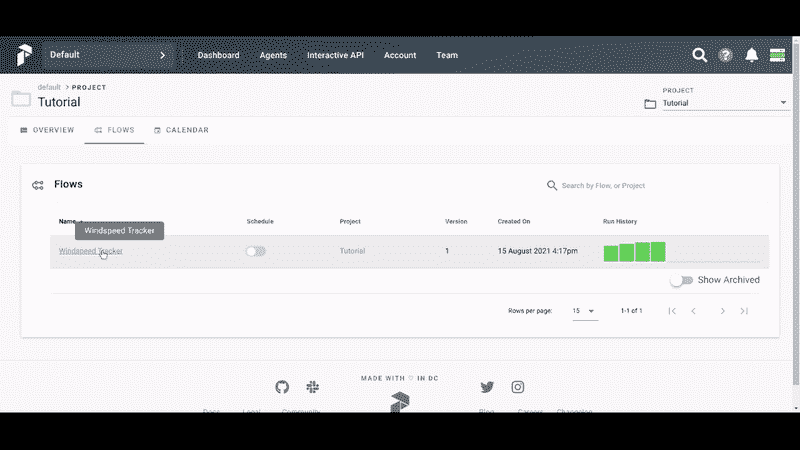 Default
Dashboard
Agents
Interactive API
Account
Team
default > PROJECT
Tutorial
PROJECT
Tutorial
OVERVIEW
FLOWS
CALENDAR
Flows
Search by Flow, or Project
Name
Schedule
Project
Version
Created On
Run History
Windspeed Tracker
Windspeed Tracker
Tutorial
1
15 August 2021 4:17pm
Show Archived
Rows per page:
15
1-1 of 1
MADE WITH ♡ IN DC
Docs
Legal
Community
Blog
Careers
Changelog